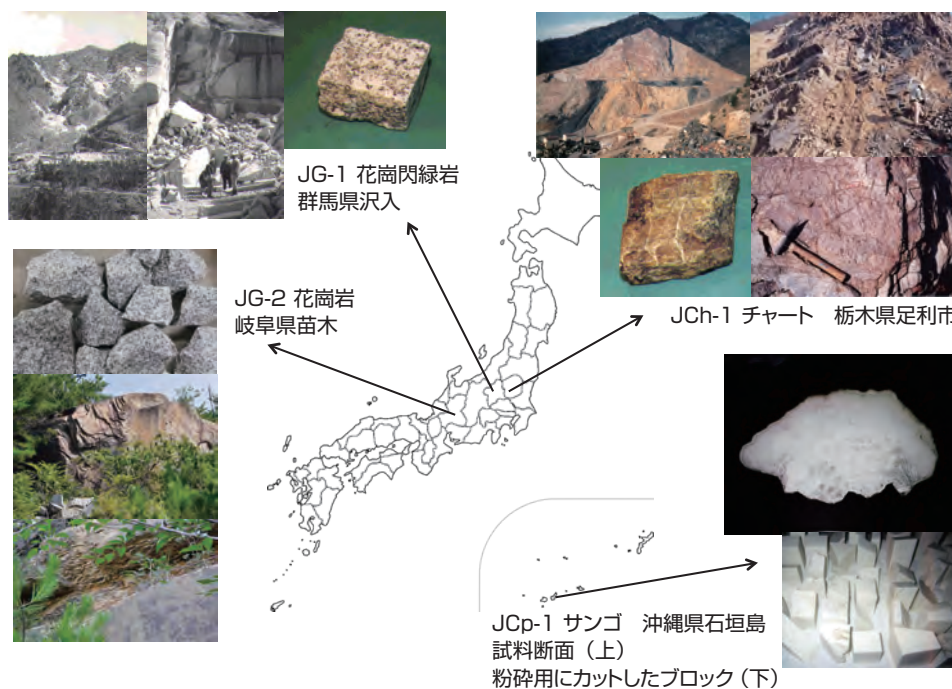 JG-1 花崗閃緑岩
群馬県沢入
JG-2 花崗岩
岐阜県苗木
JCh-1 チャート 栃木県足利市
JCp-1 サンゴ 沖縄県石垣島
試料断面（上）
粉砕用にカットしたブロック（下）